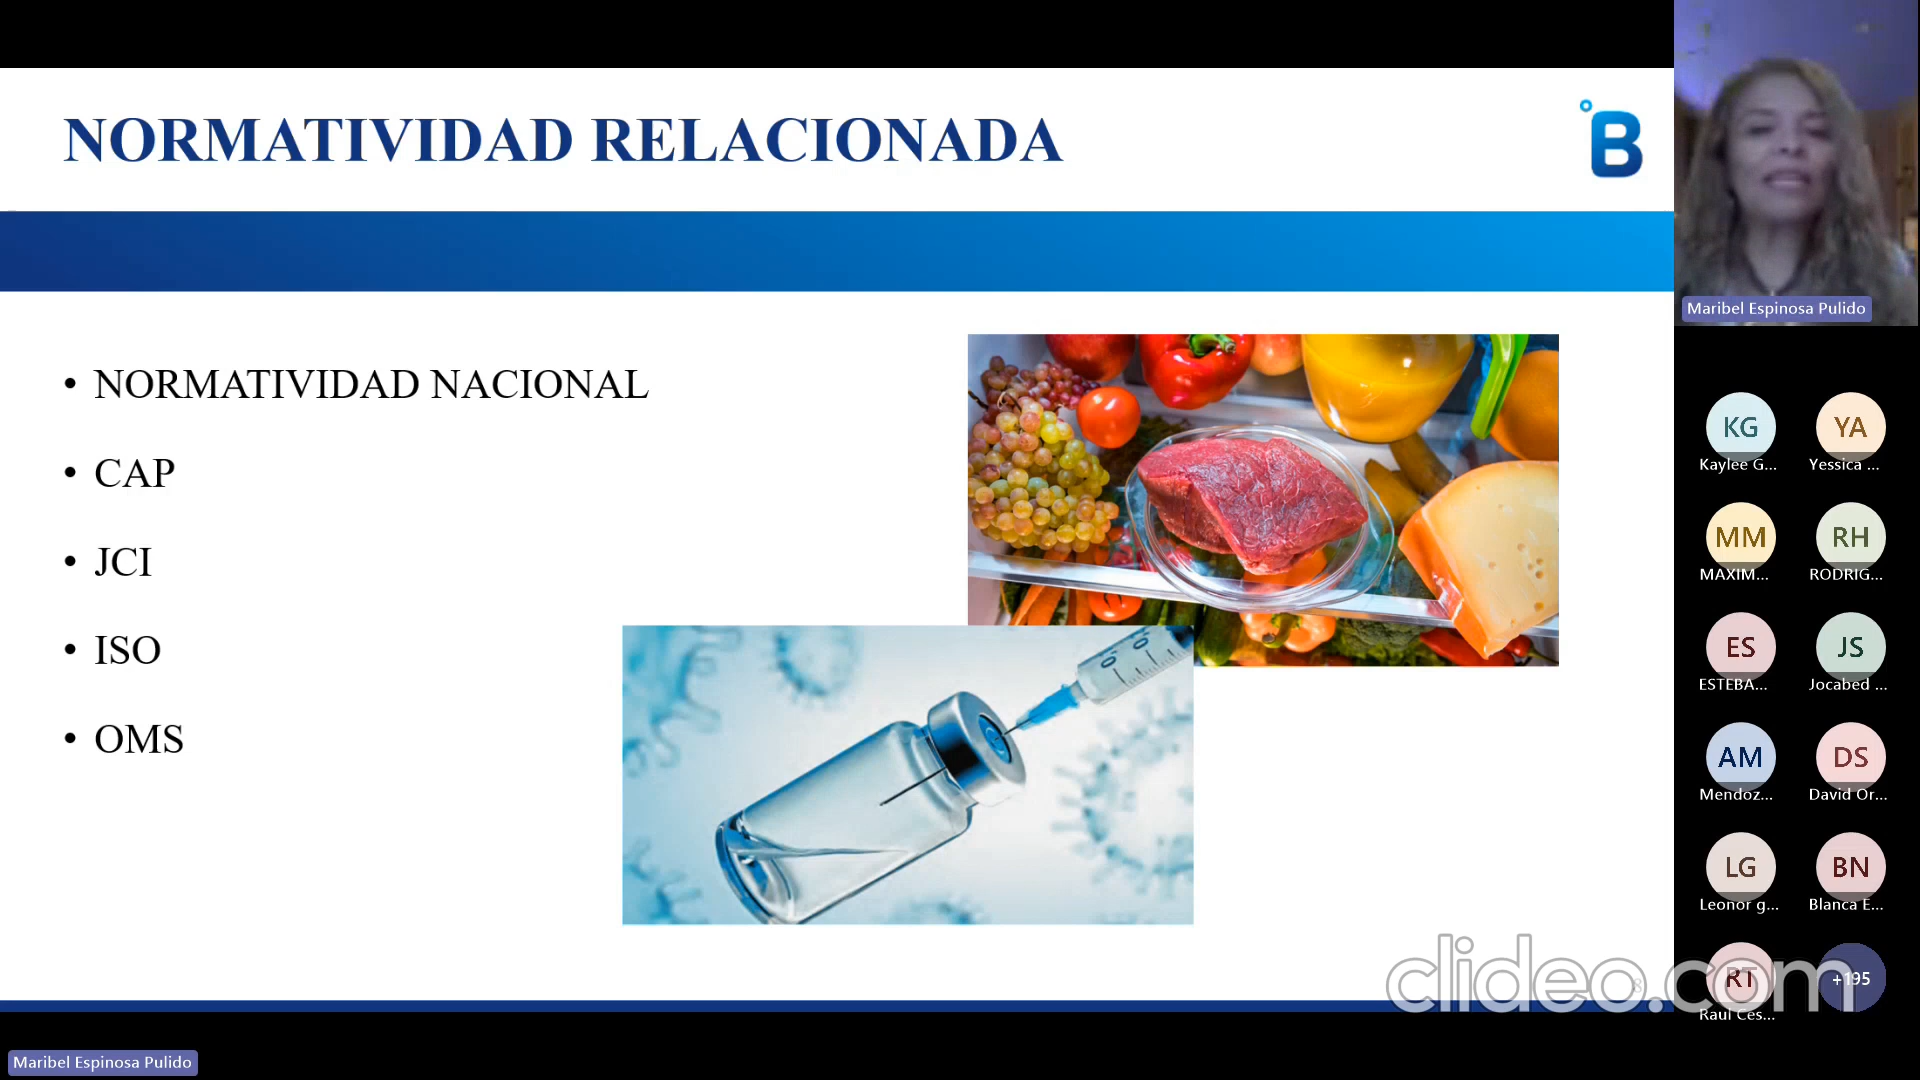 NORMATIVIDAD RELACIONADA
B
Maribel Espinosa Pulido
• NORMATIVIDAD NACIONAL
• CAP
• JCI
• ISO
• OMS
KG
Kaylee G...
YA
Yessica ...
MM
MAXIM...
RH
RODRIG...
ES
ESTEBA...
JS
Jocabed ...
AM
Mendoz...
DS
David Or...
LG
Leonor g...
BN
Blanca E...
RT
Raul Ces...
+195
8
clideo.com
Maribel Espinosa Pulido